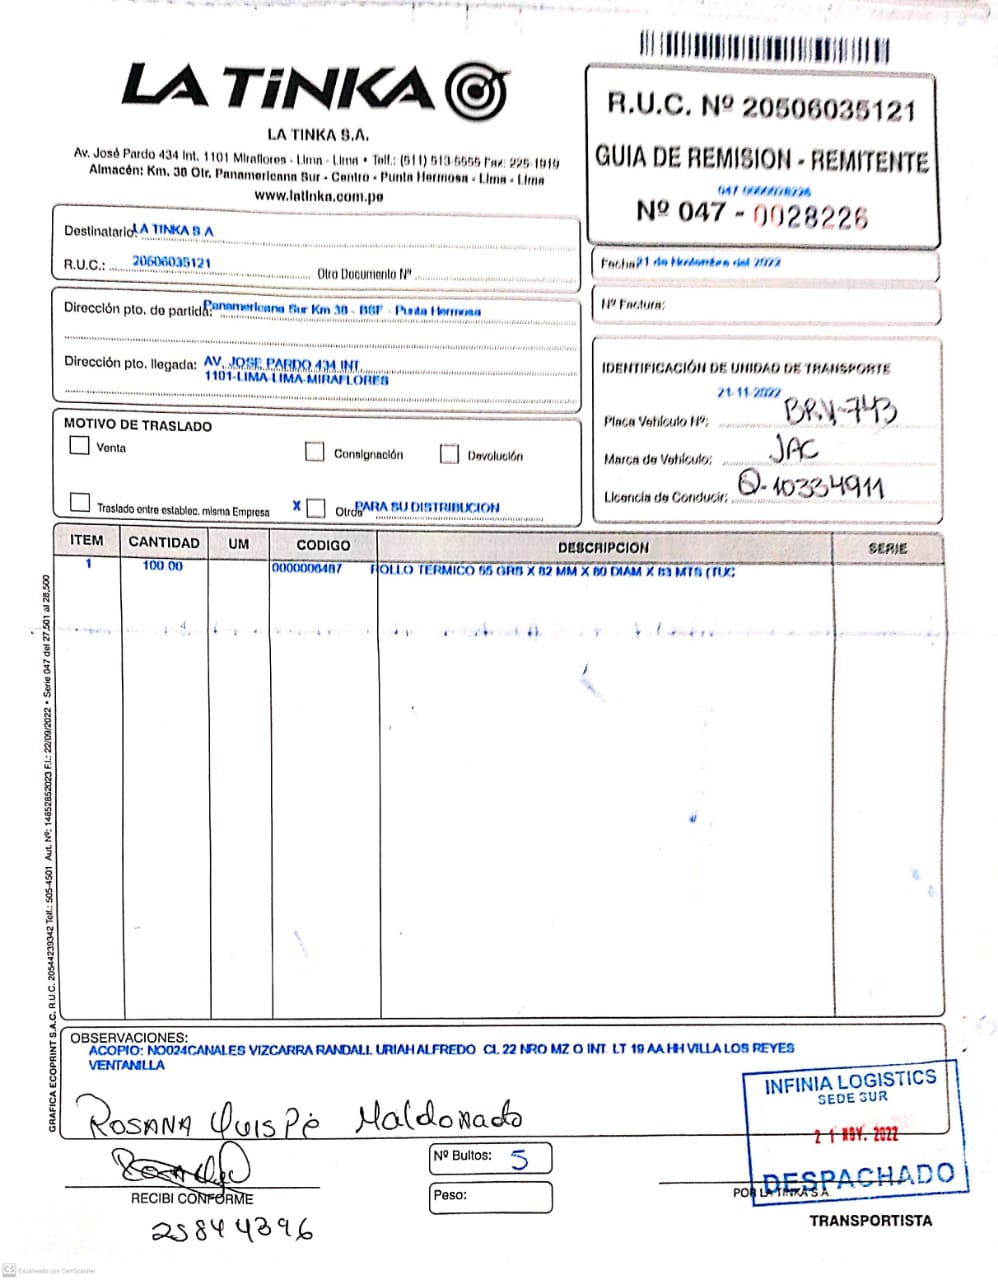 LA TiNKA
LA TINKA S.A.
Av. José Pardo 434 Int. 1101 Miraflores - Lima - Lima • Telf.: (511) 513-5555 Fax: 225-1919
Almacén: Km. 38 Otr. Panamericana Sur - Centro - Punta Hermosa - Lima - Lima
www.latinka.com.pe
R.U.C. Nº 20506035121
GUIA DE REMISION - REMITENTE
047 0000028226
Nº 047 - 0028226
Destinatario: LA TINKA S A
R.U.C.: 20506035121 Otro Documento Nº
Fecha: 21 de Noviembre del 2022
Nº Factura:
Dirección pto. de partida: Panamericana Sur Km 38 - BSF - Punta Hermosa
Dirección pto. llegada: AV. JOSE PARDO 434 INT.
1101-LIMA-LIMA-MIRAFLORES
IDENTIFICACIÓN DE UNIDAD DE TRANSPORTE
21-11-2022
Placa Vehículo Nº: BRV-743
Marca de Vehículo: JAC
Licencia de Conducir: Q-10334911
MOTIVO DE TRASLADO
Venta
Consignación
Devolución
Traslado entre establec. misma Empresa
X Otros PARA SU DISTRIBUCION
ITEM CANTIDAD UM CODIGO DESCRIPCION SERIE
1 100.00 0000006487 ROLLO TERMICO 55 GRS X 82 MM X 80 DIAM X 83 MTS (TUC
GRAFICA ECOPRINT S.A.C. R.U.C. 20544239342 Telf.: 505-4501 Aut. Nº: 14852852023 F.I.: 22/09/2022 • Serie 047 del 27,501 al 28,500
OBSERVACIONES:
ACOPIO: NO024CANALES VIZCARRA RANDALL URIAH ALFREDO CL 22 NRO MZ O INT. LT 19 AA HH VILLA LOS REYES
VENTANILLA
ROSANA QUISPE Maldonado
RECIBI CONFORME
25844396
Nº Bultos: 5
Peso:
INFINIA LOGISTICS
SEDE SUR
21 NOV. 2022
DESPACHADO
POR LA TINKA S.A.
TRANSPORTISTA
CS Escaneado con CamScanner